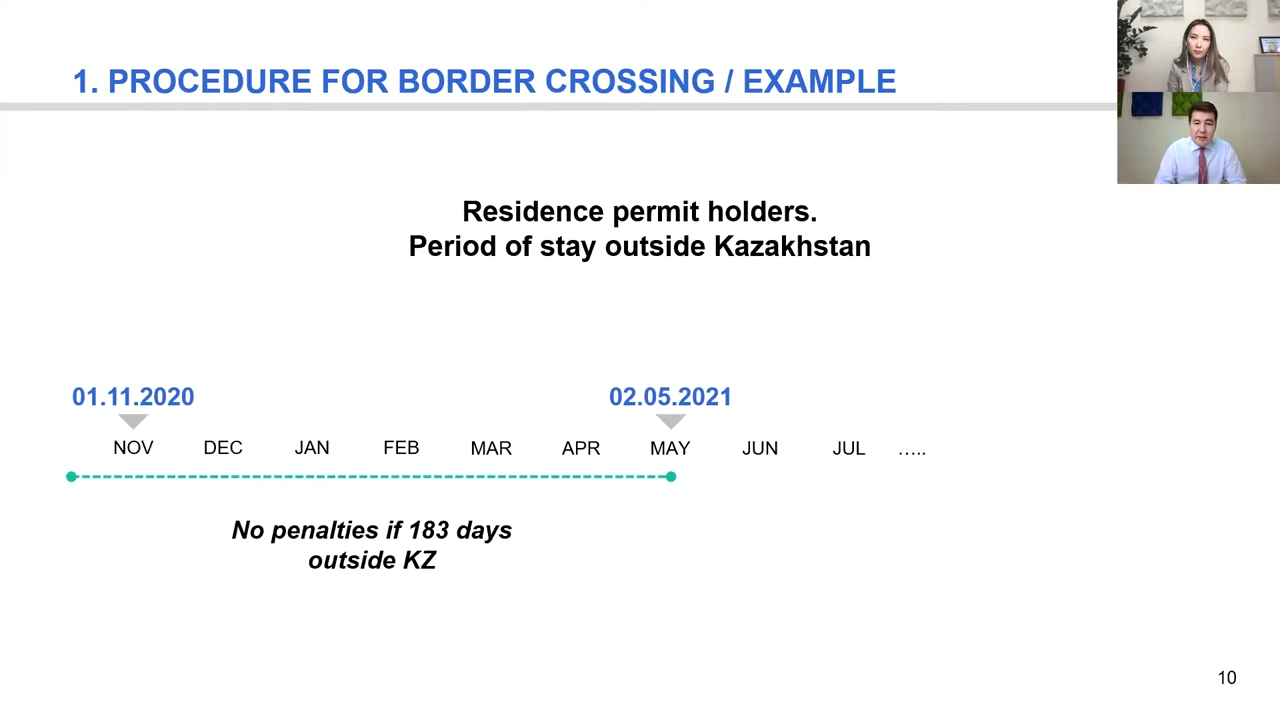 1. PROCEDURE FOR BORDER CROSSING / EXAMPLE
Residence permit holders.
Period of stay outside Kazakhstan
01.11.2020 02.05.2021
NOV DEC JAN FEB MAR APR MAY JUN JUL …..
No penalties if 183 days
outside KZ
10